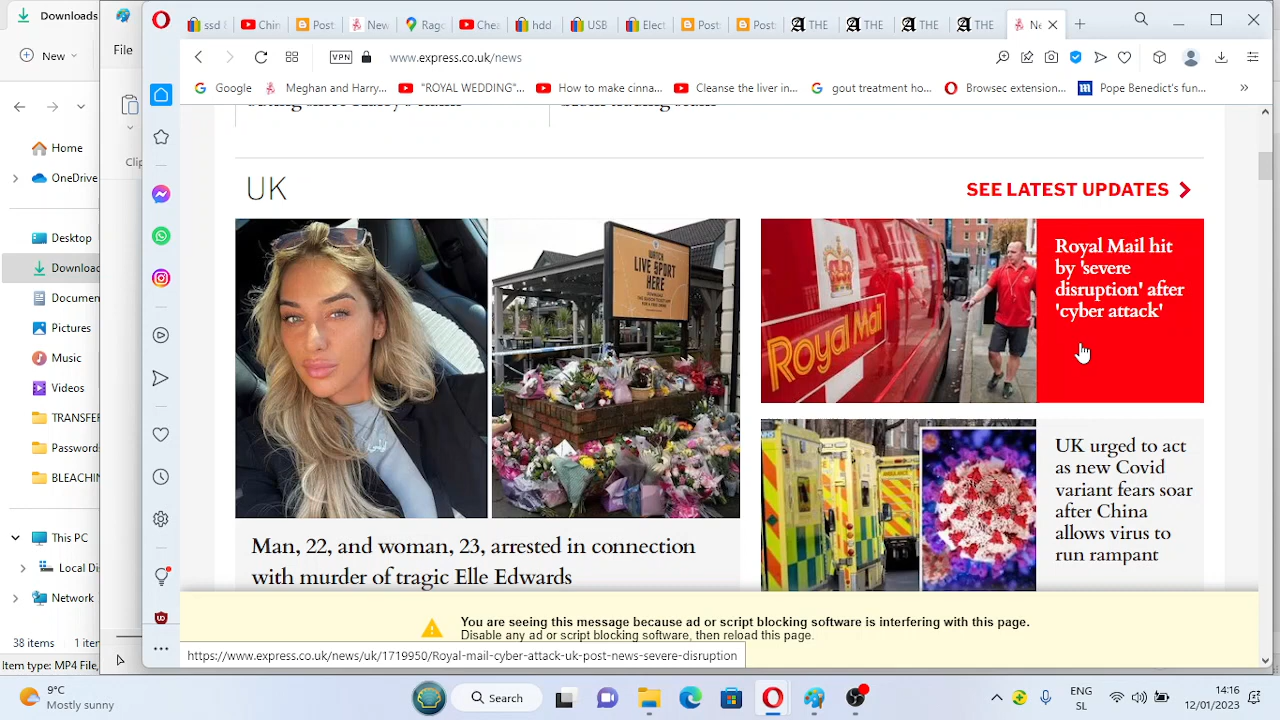 Downloads
New
Home
OneDrive
Desktop
Documen
Pictures
Music
Videos
TRANSFER
Password
BLEACHIN
This PC
Local Di
Network
38 items
1 iter
Item type: MP4 File,
File
Clip
ssd
Chin
Post
New
Rago
Chea
hdd
USB
Elect
Post
Post
THE
THE
THE
THE
Ne
VPN
www.express.co.uk/news
Google
Meghan and Harry...
"ROYAL WEDDING"...
How to make cinna...
Cleanse the liver in...
gout treatment ho...
Browsec extension...
Pope Benedict's fun...
UK
SEE LATEST UPDATES
WATCH
LIVE SPORT
HERE
Royal Mail
AMBULANCE
Royal Mail hit
by 'severe
disruption' after
'cyber attack'
Man, 22, and woman, 23, arrested in connection
with murder of tragic Elle Edwards
UK urged to act
as new Covid
variant fears soar
after China
allows virus to
run rampant
You are seeing this message because ad or script blocking software is interfering with this page.
Disable any ad or script blocking software, then reload this page.
https://www.express.co.uk/news/uk/1719950/Royal-mail-cyber-attack-uk-post-news-severe-disruption
9°C
Mostly sunny
Search
ENG
SL
14:16
12/01/2023